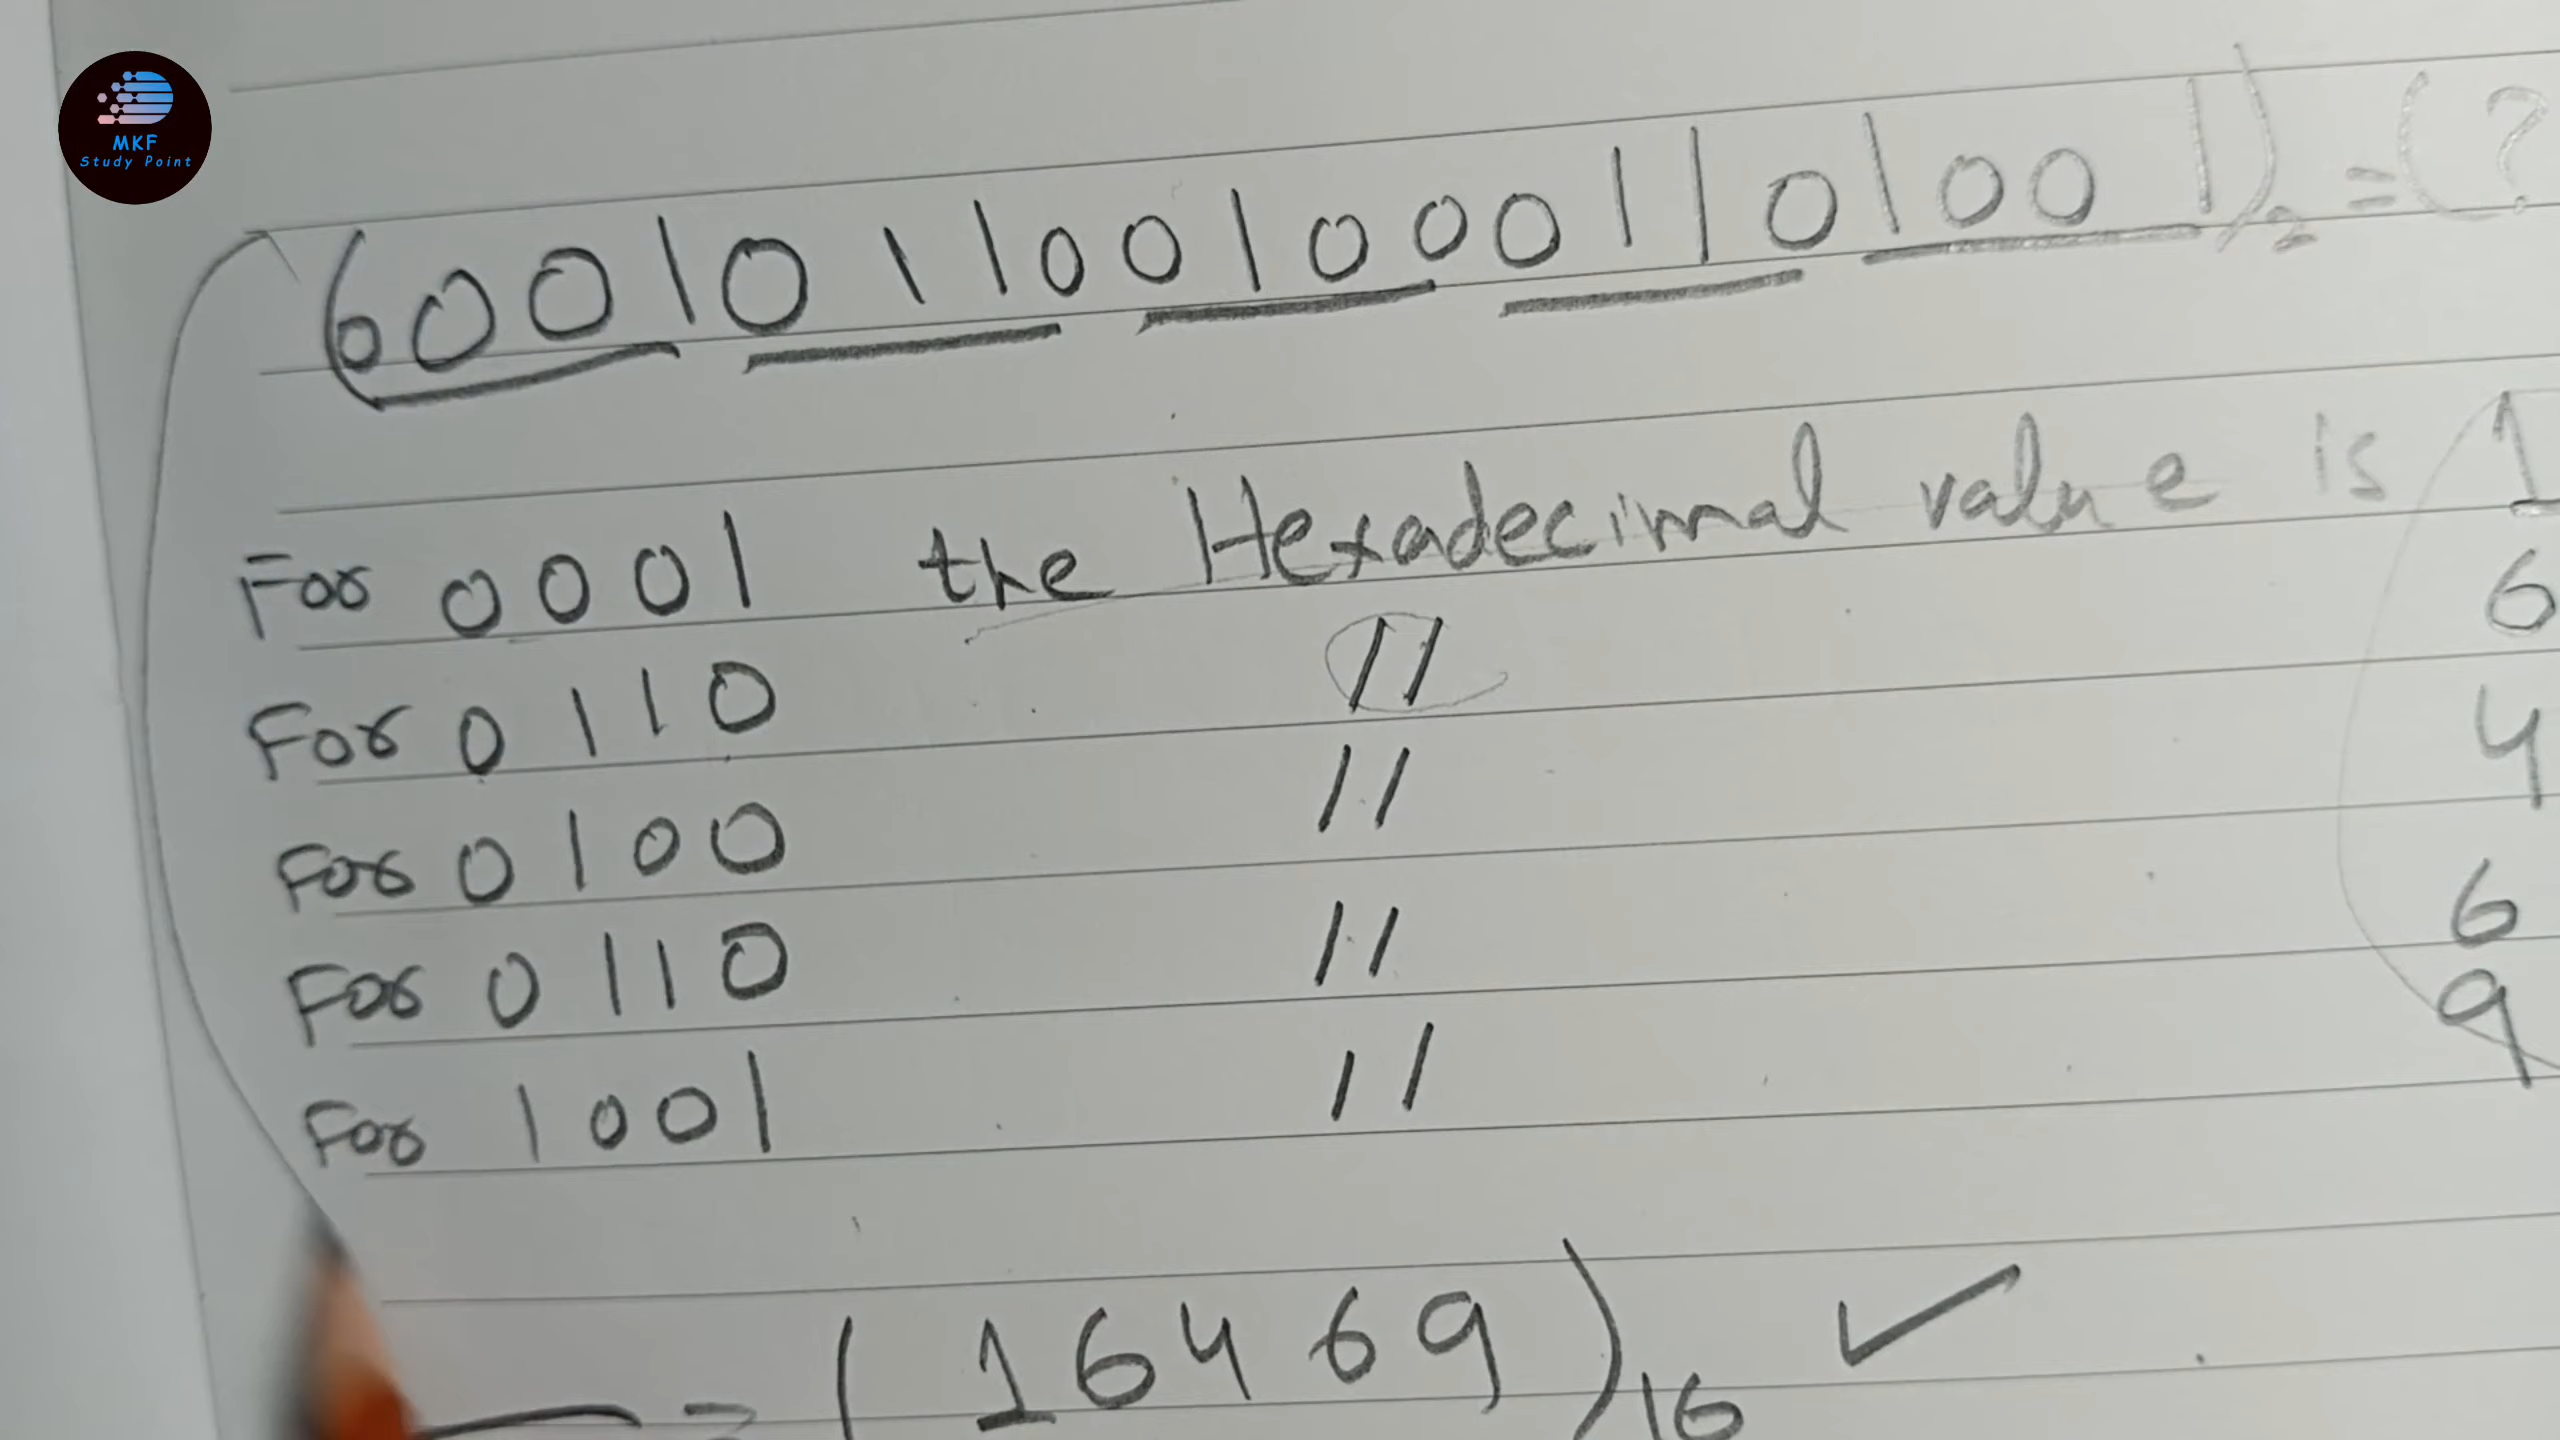 MKF
Study Point
(00010110010001101001)₂ = (?
For 0001 the Hexadecimal value is 1
For 0110 〃 6
For 0100 〃 4
For 0110 〃 6
For 1001 〃 9
= (16469)₁₆ ✓